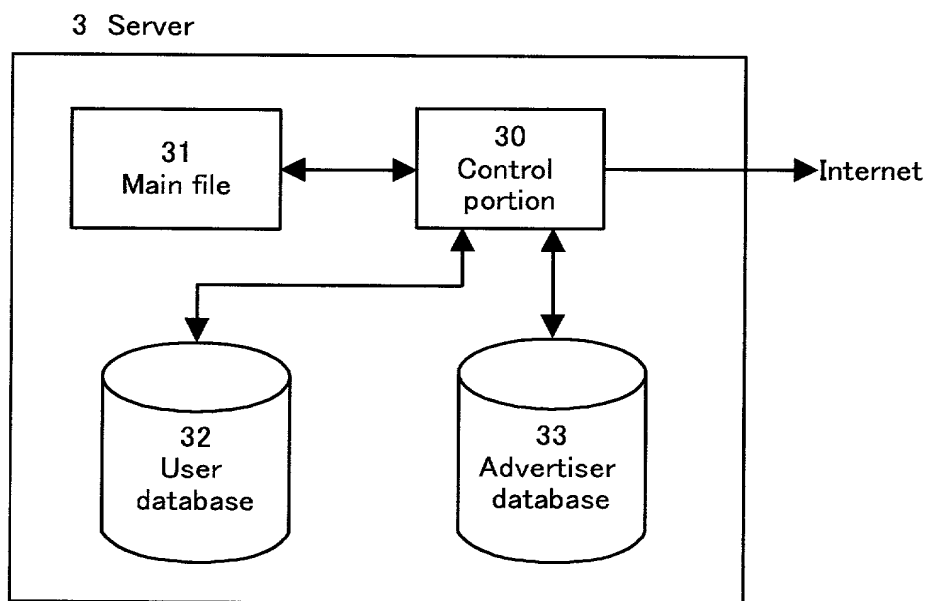 3 Server
31
Main file
30
Control
portion
Internet
32
User
database
33
Advertiser
database